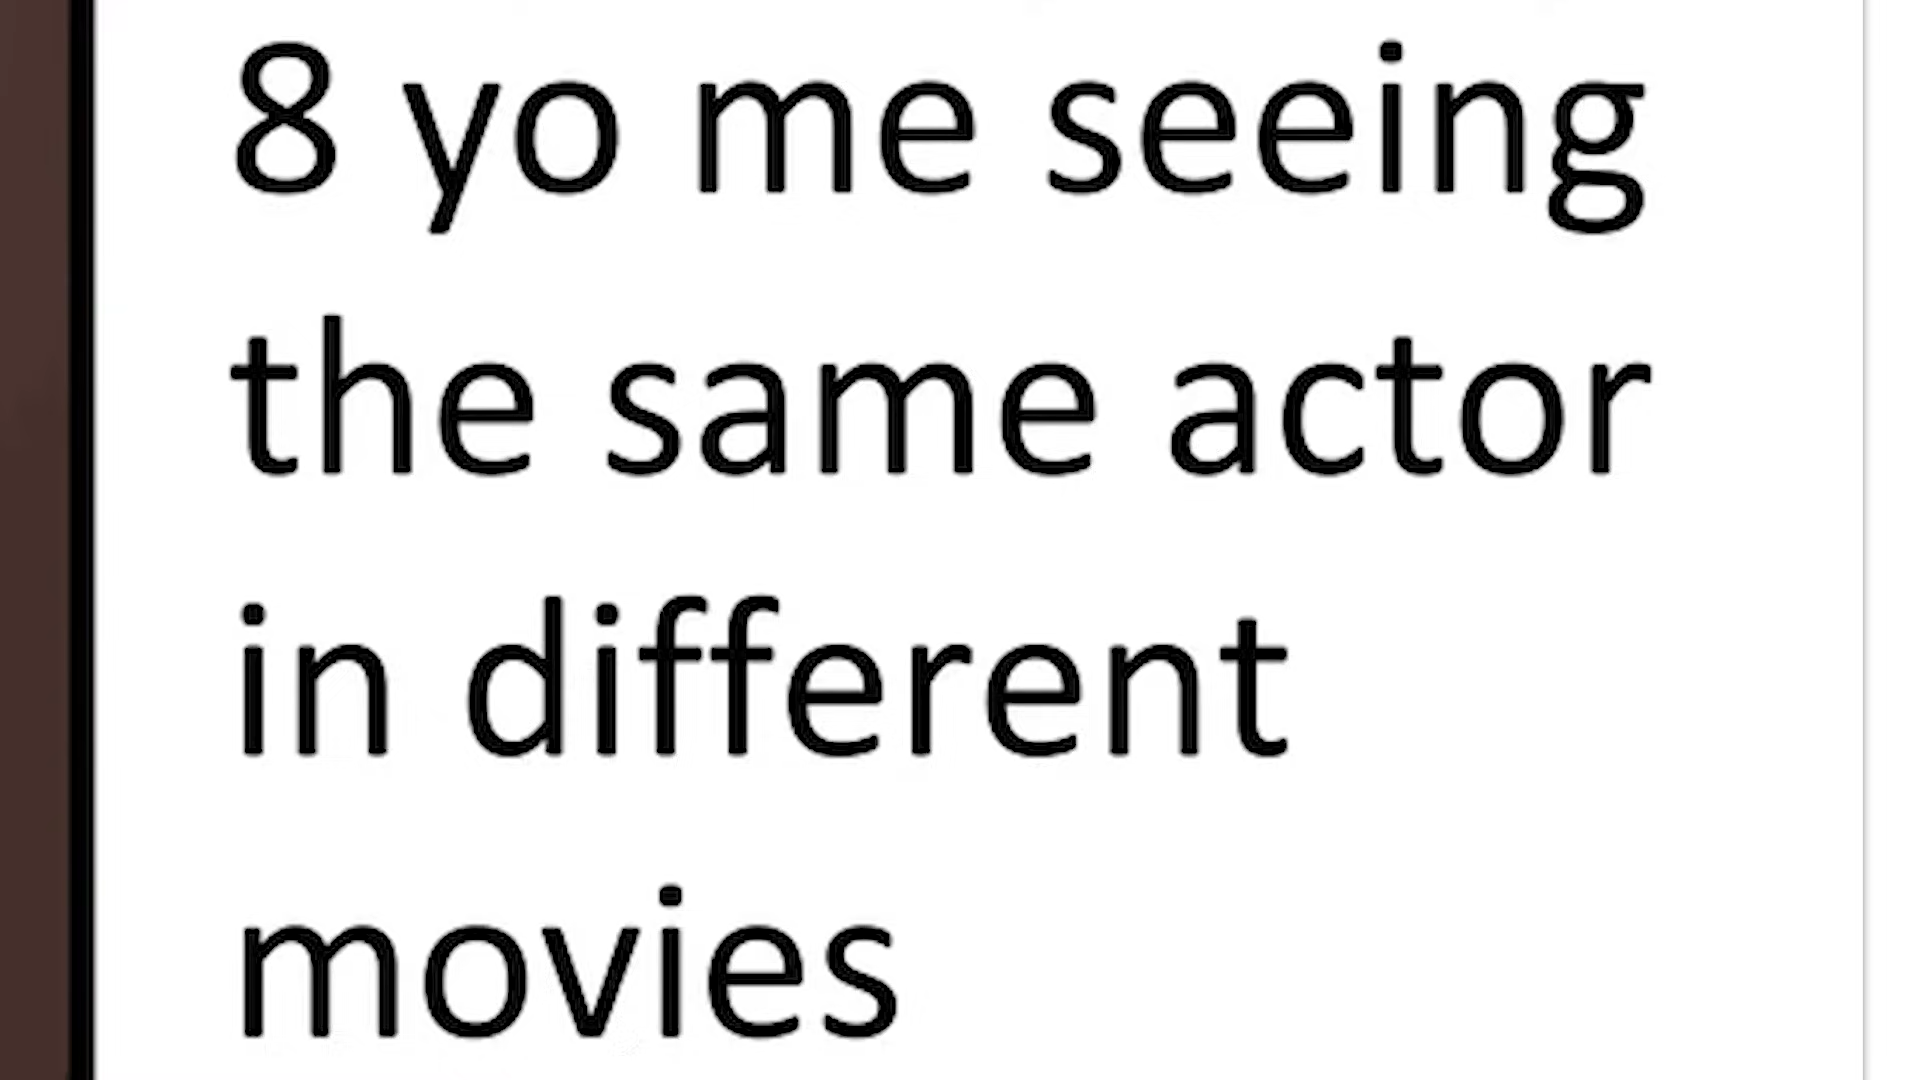 8 yo me seeing
the same actor
in different
movies